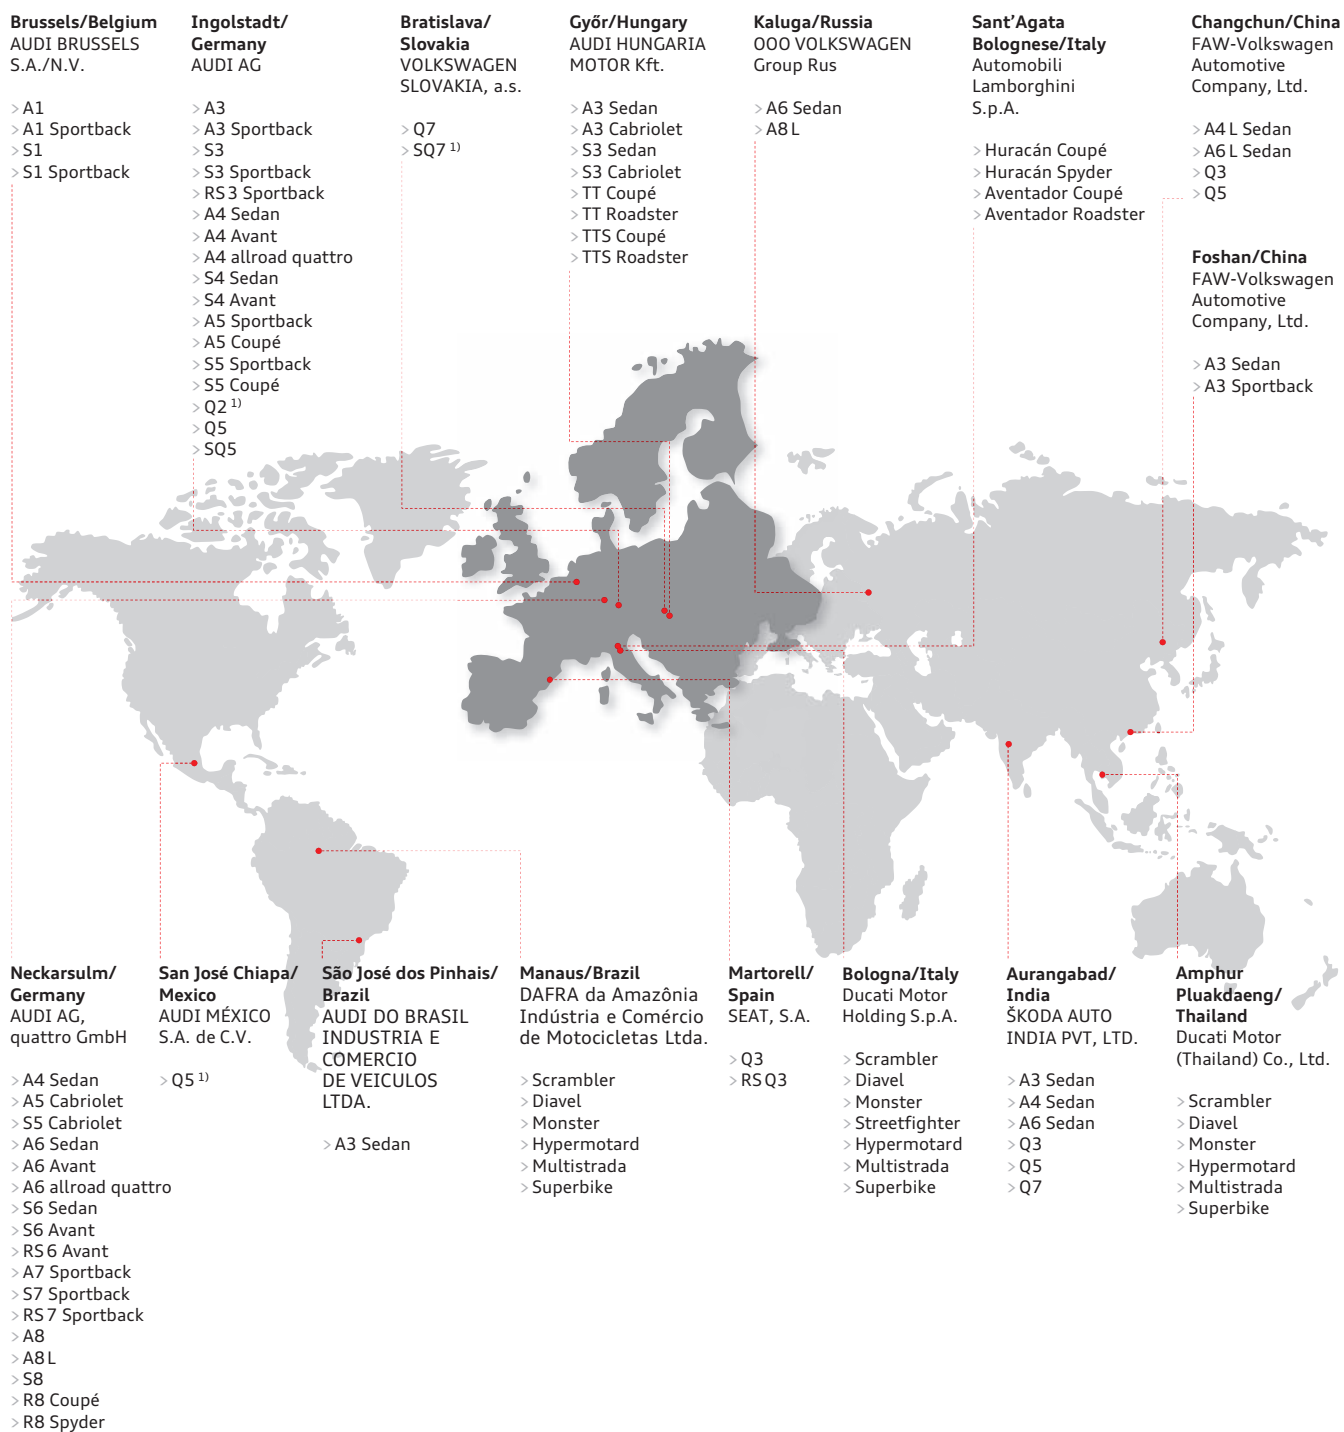 Brussels/Belgium
AUDI BRUSSELS
S.A./N.V.
> A1
> A1 Sportback
> S1
> S1 Sportback
Ingolstadt/
Germany
AUDI AG
> A3
> A3 Sportback
> S3
> S3 Sportback
> RS 3 Sportback
> A4 Sedan
> A4 Avant
> A4 allroad quattro
> S4 Sedan
> S4 Avant
> A5 Sportback
> A5 Coupé
> S5 Sportback
> S5 Coupé
> Q2 1)
> Q5
> SQ5
Bratislava/
Slovakia
VOLKSWAGEN
SLOVAKIA, a.s.
> Q7
> SQ7 1)
Győr/Hungary
AUDI HUNGARIA
MOTOR Kft.
> A3 Sedan
> A3 Cabriolet
> S3 Sedan
> S3 Cabriolet
> TT Coupé
> TT Roadster
> TTS Coupé
> TTS Roadster
Kaluga/Russia
OOO VOLKSWAGEN
Group Rus
> A6 Sedan
> A8 L
Sant’Agata
Bolognese/Italy
Automobili
Lamborghini
S.p.A.
> Huracán Coupé
> Huracán Spyder
> Aventador Coupé
> Aventador Roadster
Changchun/China
FAW-Volkswagen
Automotive
Company, Ltd.
> A4 L Sedan
> A6 L Sedan
> Q3
> Q5
Foshan/China
FAW-Volkswagen
Automotive
Company, Ltd.
> A3 Sedan
> A3 Sportback
Neckarsulm/
Germany
AUDI AG,
quattro GmbH
> A4 Sedan
> A5 Cabriolet
> S5 Cabriolet
> A6 Sedan
> A6 Avant
> A6 allroad quattro
> S6 Sedan
> S6 Avant
> RS 6 Avant
> A7 Sportback
> S7 Sportback
> RS 7 Sportback
> A8
> A8 L
> S8
> R8 Coupé
> R8 Spyder
San José Chiapa/
Mexico
AUDI MÉXICO
S.A. de C.V.
> Q5 1)
São José dos Pinhais/
Brazil
AUDI DO BRASIL
INDUSTRIA E
COMERCIO
DE VEICULOS
LTDA.
> A3 Sedan
Manaus/Brazil
DAFRA da Amazônia
Indústria e Comércio
de Motocicletas Ltda.
> Scrambler
> Diavel
> Monster
> Hypermotard
> Multistrada
> Superbike
Martorell/
Spain
SEAT, S.A.
> Q3
> RS Q3
Bologna/Italy
Ducati Motor
Holding S.p.A.
> Scrambler
> Diavel
> Monster
> Streetfighter
> Hypermotard
> Multistrada
> Superbike
Aurangabad/
India
ŠKODA AUTO
INDIA PVT, LTD.
> A3 Sedan
> A4 Sedan
> A6 Sedan
> Q3
> Q5
> Q7
Amphur
Pluakdaeng/
Thailand
Ducati Motor
(Thailand) Co., Ltd.
> Scrambler
> Diavel
> Monster
> Hypermotard
> Multistrada
> Superbike